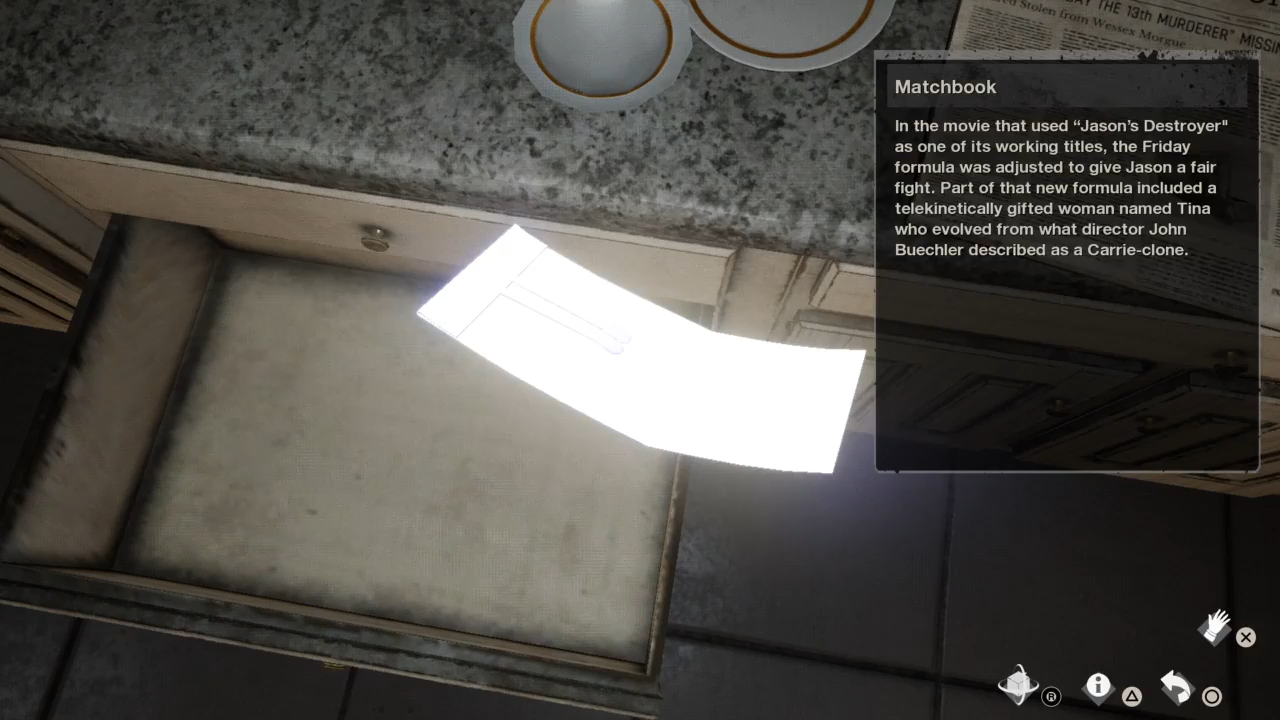 AY THE 13TH MURDERER" MISSIN
ed Stolen from Wessex Morgue
Matchbook
In the movie that used “Jason’s Destroyer"
as one of its working titles, the Friday
formula was adjusted to give Jason a fair
fight. Part of that new formula included a
telekinetically gifted woman named Tina
who evolved from what director John
Buechler described as a Carrie-clone.
R